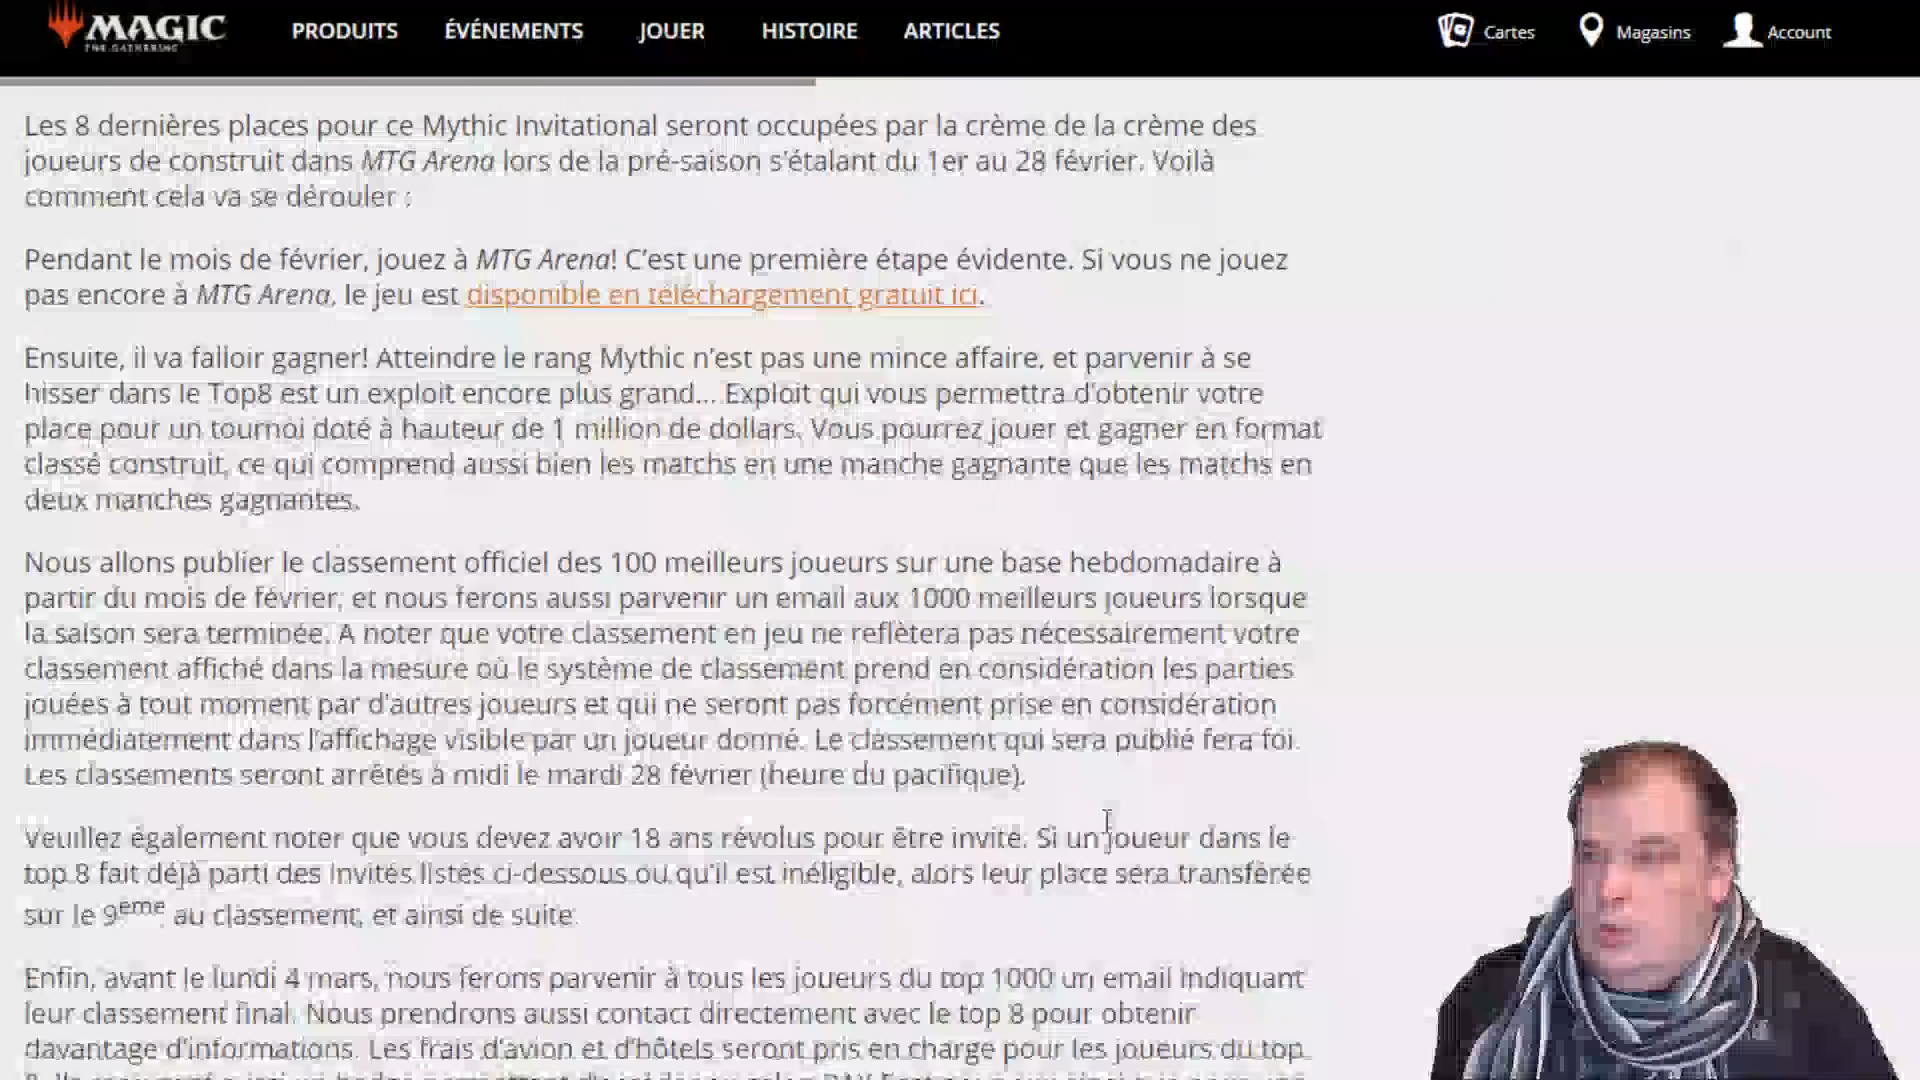 MAGIC
THE GATHERING
PRODUITS
ÉVÉNEMENTS
JOUER
HISTOIRE
ARTICLES
Cartes
Magasins
Account
Les 8 dernières places pour ce Mythic Invitational seront occupées par la crème de la crème des
joueurs de construit dans MTG Arena lors de la pré-saison s'étalant du 1er au 28 février. Voilà
comment cela va se dérouler :
Pendant le mois de février, jouez à MTG Arena! C'est une première étape évidente. Si vous ne jouez
pas encore à MTG Arena, le jeu est disponible en téléchargement gratuit ici.
Ensuite, il va falloir gagner! Atteindre le rang Mythic n'est pas une mince affaire, et parvenir à se
hisser dans le Top8 est un exploit encore plus grand... Exploit qui vous permettra d'obtenir votre
place pour un tournoi doté à hauteur de 1 million de dollars. Vous pourrez jouer et gagner en format
classé construit, ce qui comprend aussi bien les matchs en une manche gagnante que les matchs en
deux manches gagnantes.
Nous allons publier le classement officiel des 100 meilleurs joueurs sur une base hebdomadaire à
partir du mois de février, et nous ferons aussi parvenir un email aux 1000 meilleurs joueurs lorsque
la saison sera terminée. A noter que votre classement en jeu ne reflètera pas nécessairement votre
classement affiché dans la mesure où le système de classement prend en considération les parties
jouées à tout moment par d'autres joueurs et qui ne seront pas forcément prise en considération
immédiatement dans l'affichage visible par un joueur donné. Le classement qui sera publié fera foi.
Les classements seront arrêtés à midi le mardi 28 février (heure du pacifique).
Veuillez également noter que vous devez avoir 18 ans révolus pour être invité. Si un joueur dans le
top 8 fait déjà parti des Invités listés ci-dessous ou qu'il est inéligible, alors leur place sera transférée
sur le 9ème au classement, et ainsi de suite.
Enfin, avant le lundi 4 mars, nous ferons parvenir à tous les joueurs du top 1000 un email indiquant
leur classement final. Nous prendrons aussi contact directement avec le top 8 pour obtenir
davantage d'informations. Les frais d'avion et d'hôtels seront pris en charge pour les joueurs du top